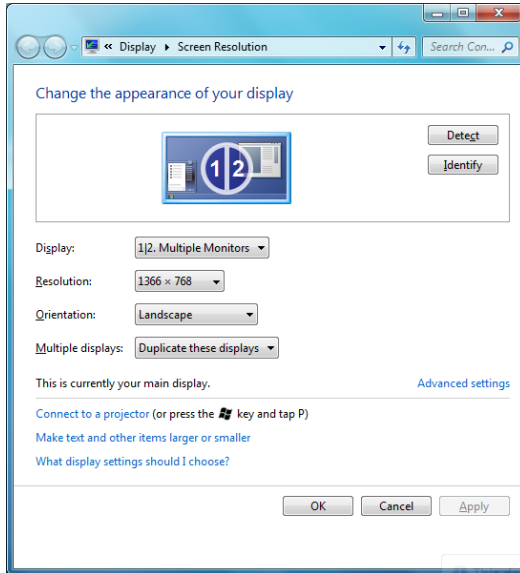 « Display ▸ Screen Resolution
Search Con...
Change the appearance of your display
1 2
Detect
Identify
Display: 1|2. Multiple Monitors
Resolution: 1366 × 768
Orientation: Landscape
Multiple displays: Duplicate these displays
This is currently your main display. Advanced settings
Connect to a projector (or press the key and tap P)
Make text and other items larger or smaller
What display settings should I choose?
OK Cancel Apply